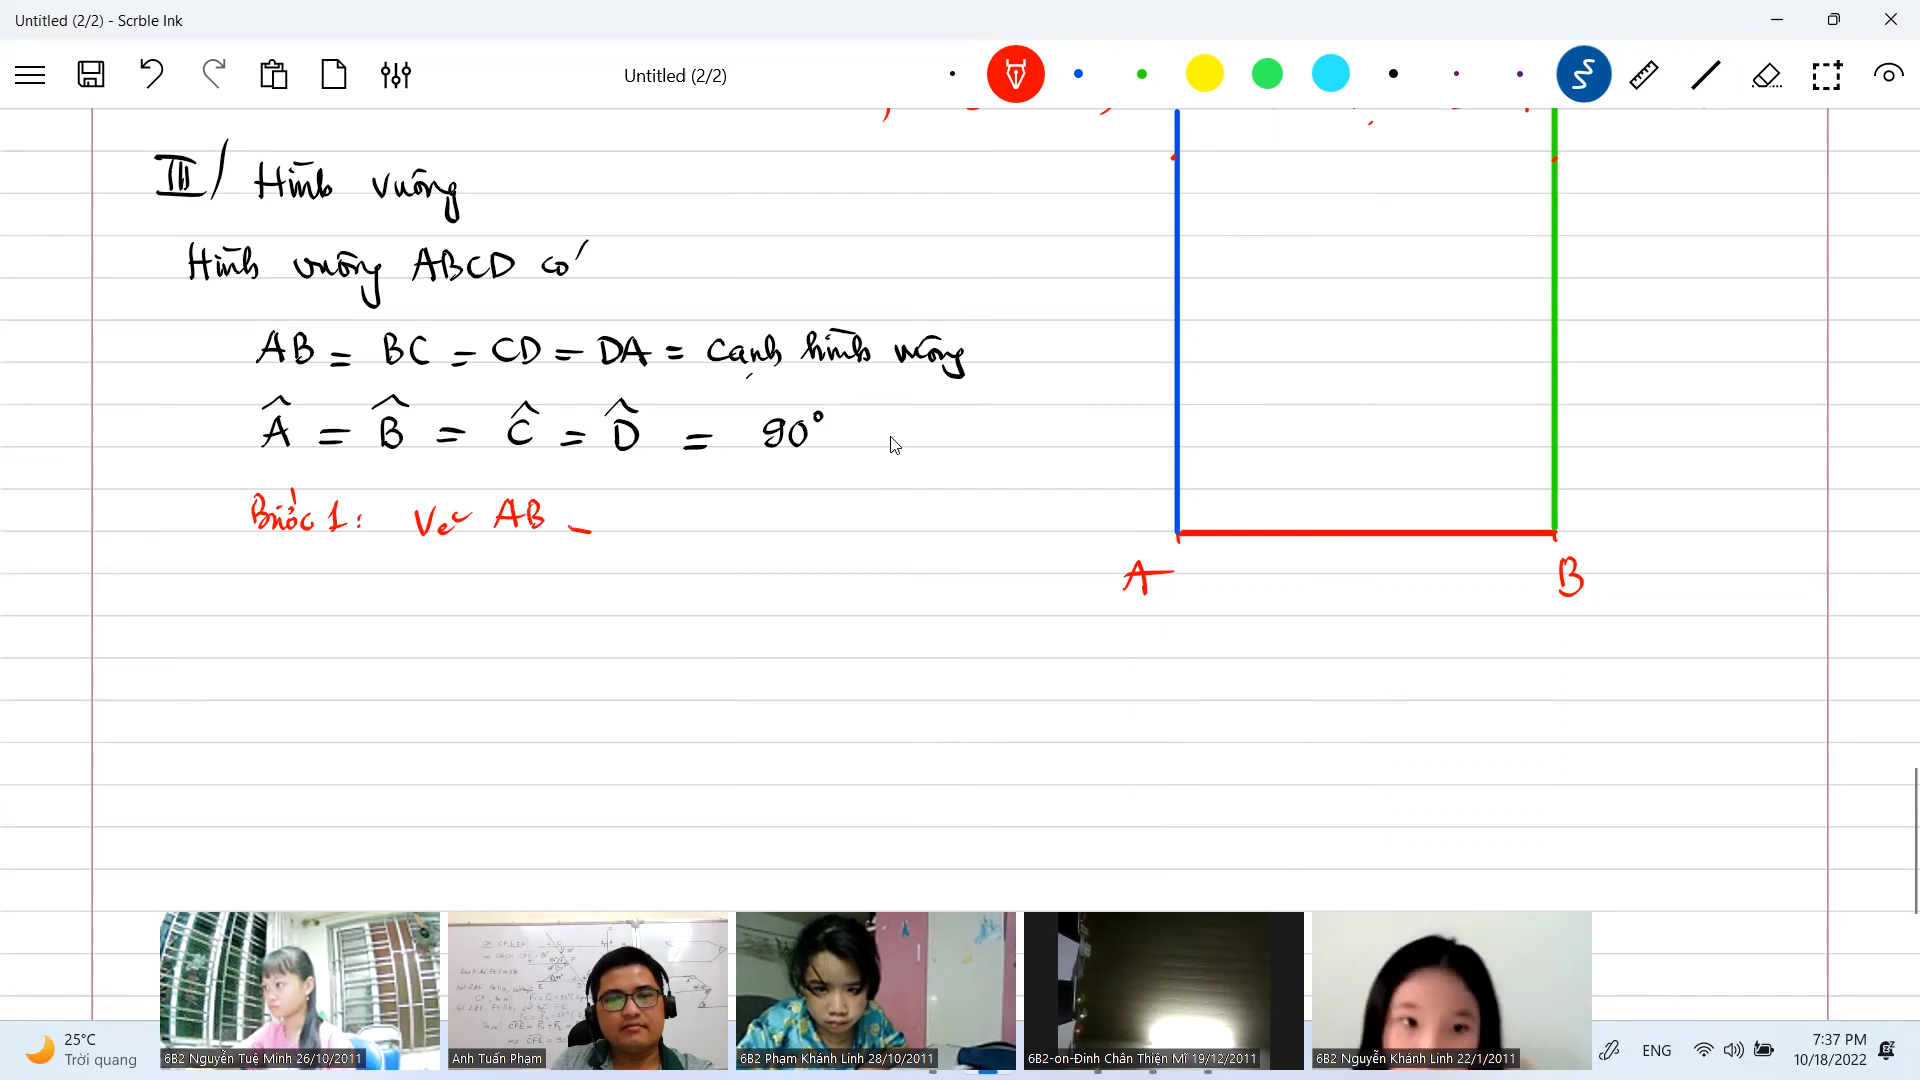 Untitled (2/2) - Scrble Ink
Untitled (2/2)
III/ Hình vuông
Hình vuông ABCD có
AB = BC = CD = DA = cạnh hình vuông
Â = B̂ = Ĉ = D̂ = 90°
Bước 1: Vẽ AB
A
B
6B2 Nguyễn Tuệ Minh 26/10/2011
Anh Tuấn Phạm
6B2 Phạm Khánh Linh 28/10/2011
6B2-on-Đinh Chân Thiện Mĩ 19/12/2011
6B2 Nguyễn Khánh Linh 22/1/2011
25°C
Trời quang
ENG
7:37 PM
10/18/2022